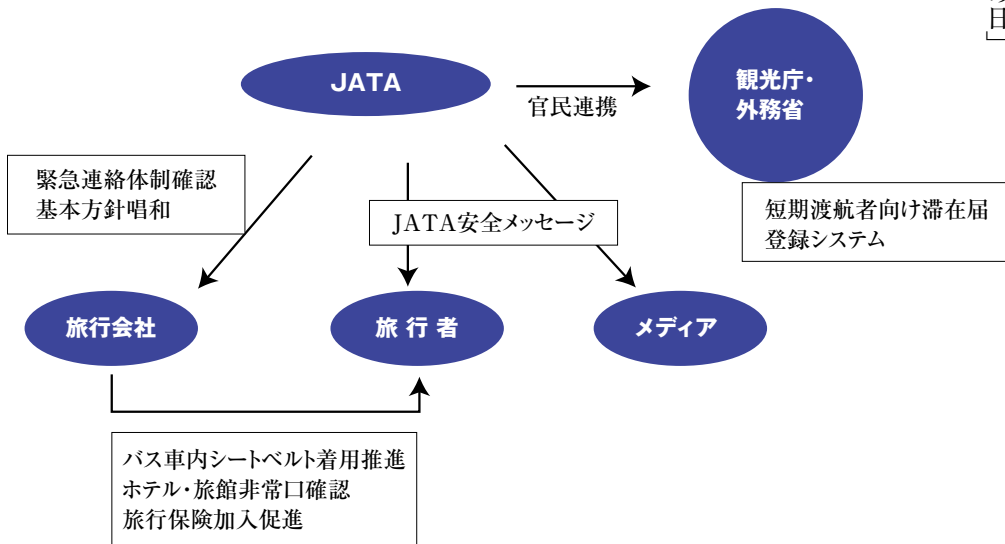 日」
JATA
官民連携
観光庁・
外務省
緊急連絡体制確認
基本方針唱和
JATA安全メッセージ
短期渡航者向け滞在届
登録システム
旅行会社
旅行者
メディア
バス車内シートベルト着用推進
ホテル・旅館非常口確認
旅行保険加入促進